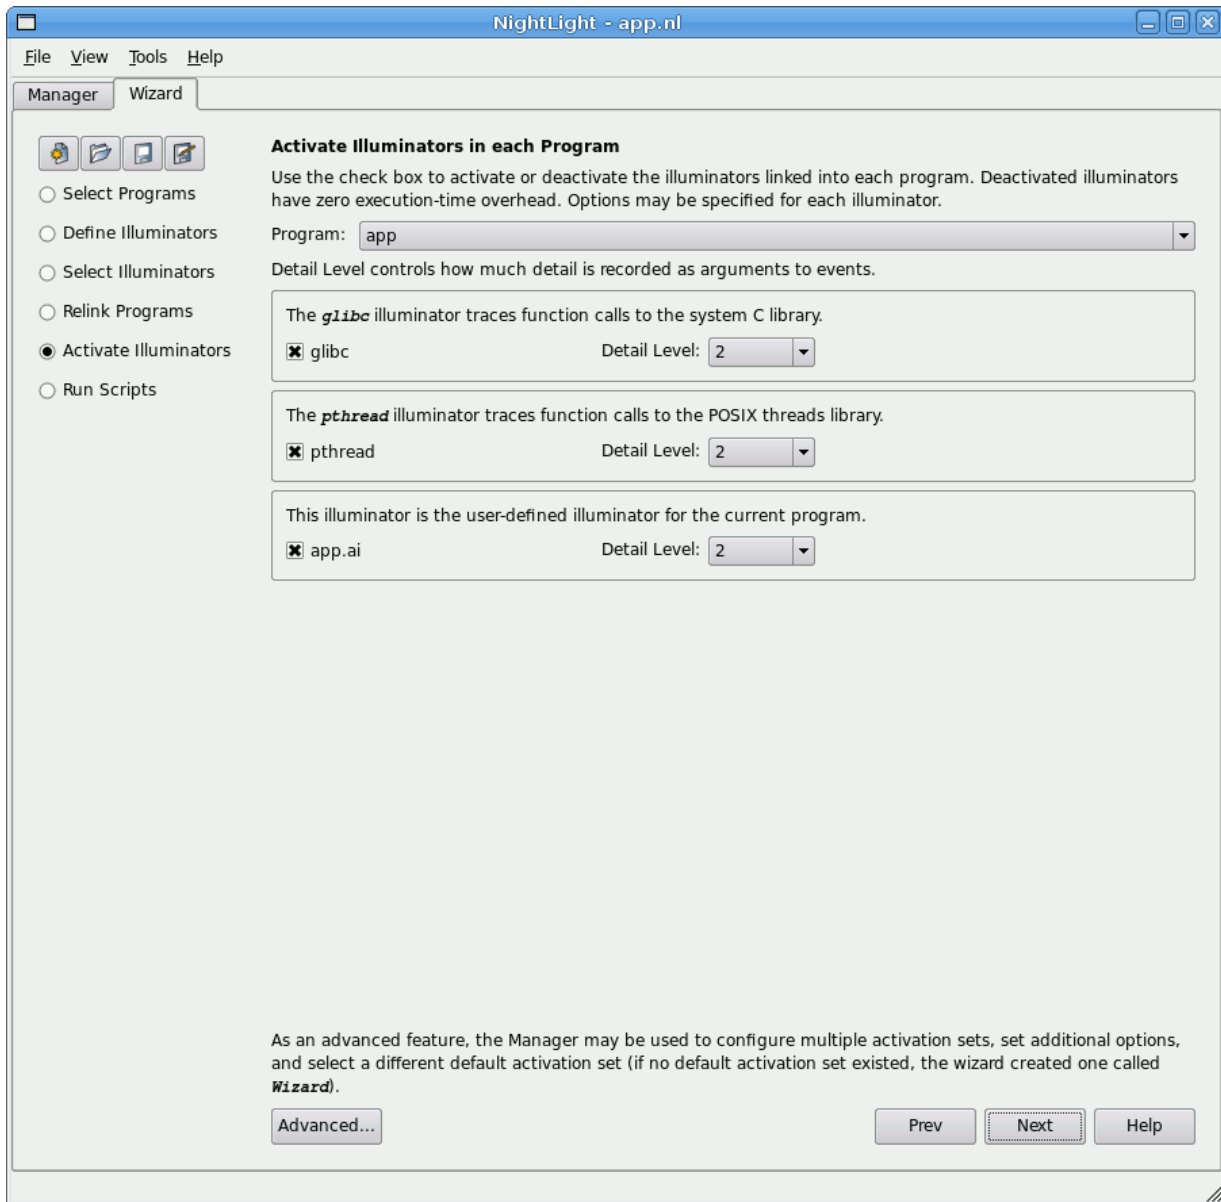 NightLight - app.nl
File View Tools Help
Manager Wizard
Select Programs
Define Illuminators
Select Illuminators
Relink Programs
Activate Illuminators
Run Scripts
Activate Illuminators in each Program
Use the check box to activate or deactivate the illuminators linked into each program. Deactivated illuminators
have zero execution-time overhead. Options may be specified for each illuminator.
Program: app
Detail Level controls how much detail is recorded as arguments to events.
The glibc illuminator traces function calls to the system C library.
glibc Detail Level: 2
The pthread illuminator traces function calls to the POSIX threads library.
pthread Detail Level: 2
This illuminator is the user-defined illuminator for the current program.
app.ai Detail Level: 2
As an advanced feature, the Manager may be used to configure multiple activation sets, set additional options,
and select a different default activation set (if no default activation set existed, the wizard created one called
Wizard).
Advanced... Prev Next Help